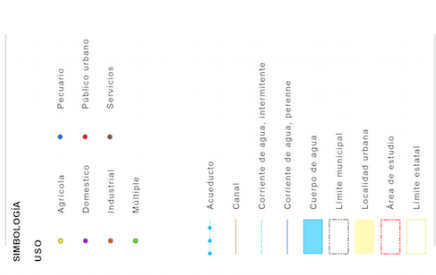 SIMBOLOGÍA
USO
Agrícola
Pecuario
Domestico
Público urbano
Industrial
Servicios
Múltiple
Acueducto
Canal
Corriente de agua, intermitente
Corriente de agua, perenne
Cuerpo de agua
Límite municipal
Localidad urbana
Área de estudio
Límite estatal